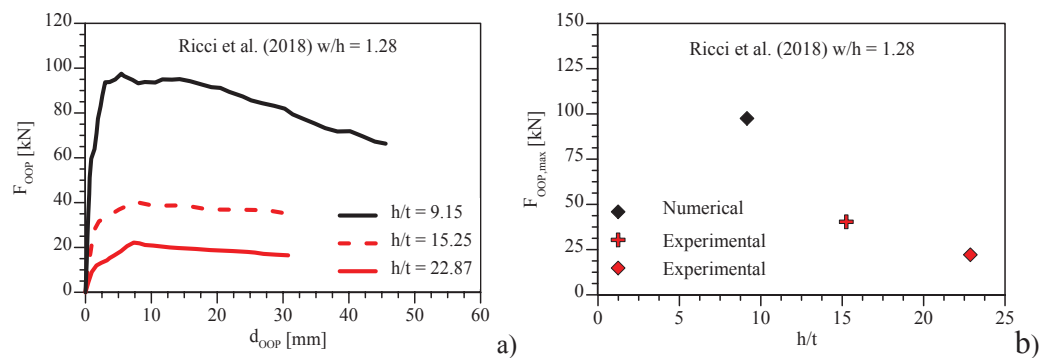 Ricci et al. (2018) w/h = 1.28
F_OOP [kN]
120
100
80
60
40
20
0
h/t = 9.15
h/t = 15.25
h/t = 22.87
0 10 20 30 40 50 60
d_OOP [mm]
a)
Ricci et al. (2018) w/h = 1.28
F_OOP,max [kN]
150
125
100
75
50
25
0
Numerical
Experimental
Experimental
0 5 10 15 20 25
h/t
b)